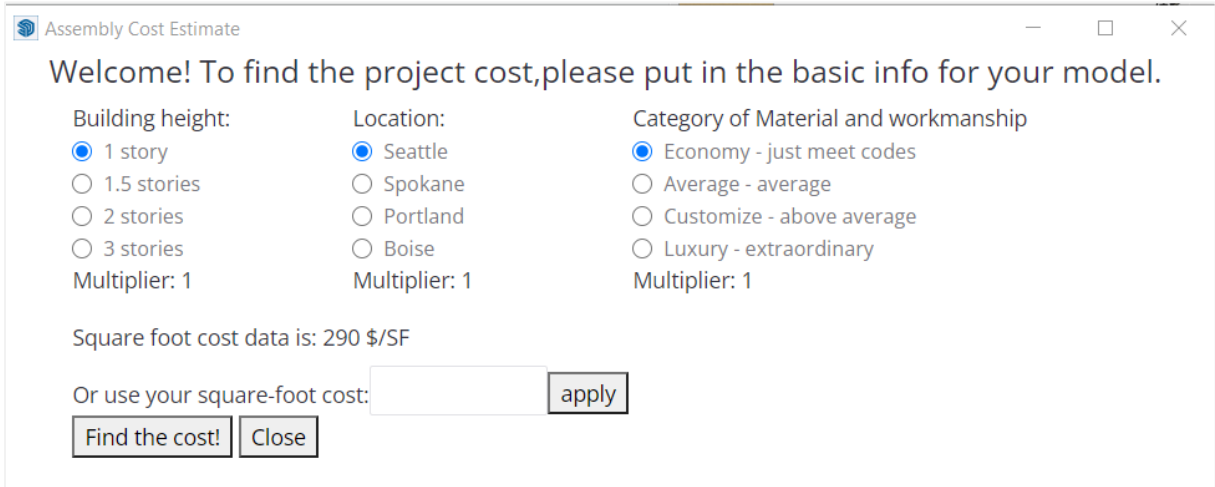 Assembly Cost Estimate
Welcome! To find the project cost,please put in the basic info for your model.
Building height:
1 story
1.5 stories
2 stories
3 stories
Multiplier: 1
Location:
Seattle
Spokane
Portland
Boise
Multiplier: 1
Category of Material and workmanship
Economy - just meet codes
Average - average
Customize - above average
Luxury - extraordinary
Multiplier: 1
Square foot cost data is: 290 $/SF
Or use your square-foot cost: apply
Find the cost! Close